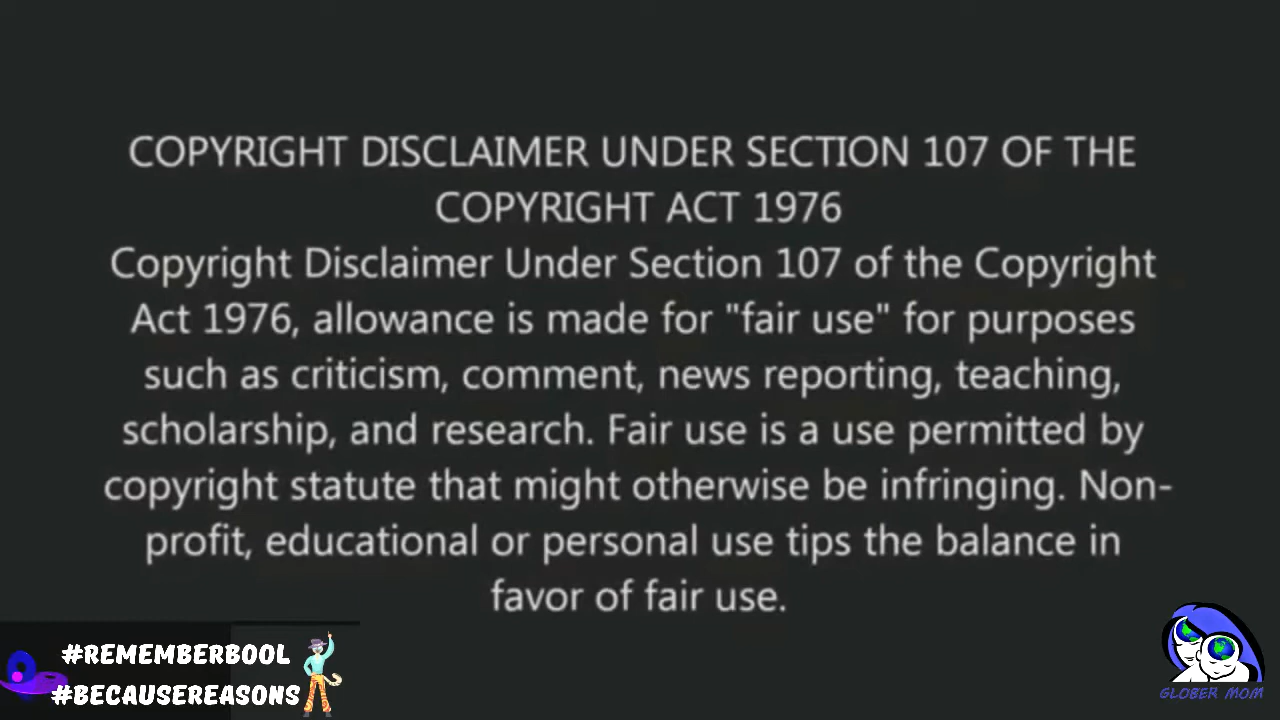 COPYRIGHT DISCLAIMER UNDER SECTION 107 OF THE
COPYRIGHT ACT 1976
Copyright Disclaimer Under Section 107 of the Copyright
Act 1976, allowance is made for "fair use" for purposes
such as criticism, comment, news reporting, teaching,
scholarship, and research. Fair use is a use permitted by
copyright statute that might otherwise be infringing. Non-
profit, educational or personal use tips the balance in
favor of fair use.
#REMEMBERBOOL
#BECAUSEREASONS
GLOBER MOM